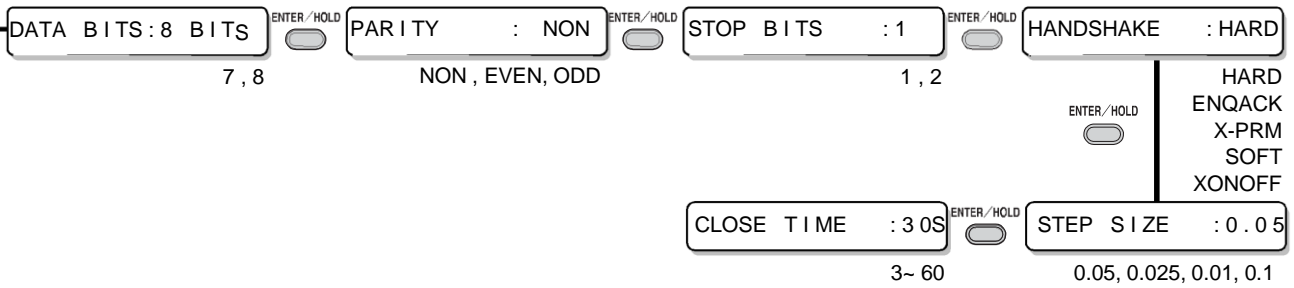 DATA BITS:8 BITS
ENTER/HOLD
PARITY : NON
ENTER/HOLD
STOP BITS :1
ENTER/HOLD
HANDSHAKE :HARD
7 , 8
NON , EVEN, ODD
1 , 2
HARD
ENQACK
X-PRM
SOFT
XONOFF
ENTER/HOLD
CLOSE TIME :30S
ENTER/HOLD
STEP SIZE :0.05
3~ 60
0.05, 0.025, 0.01, 0.1